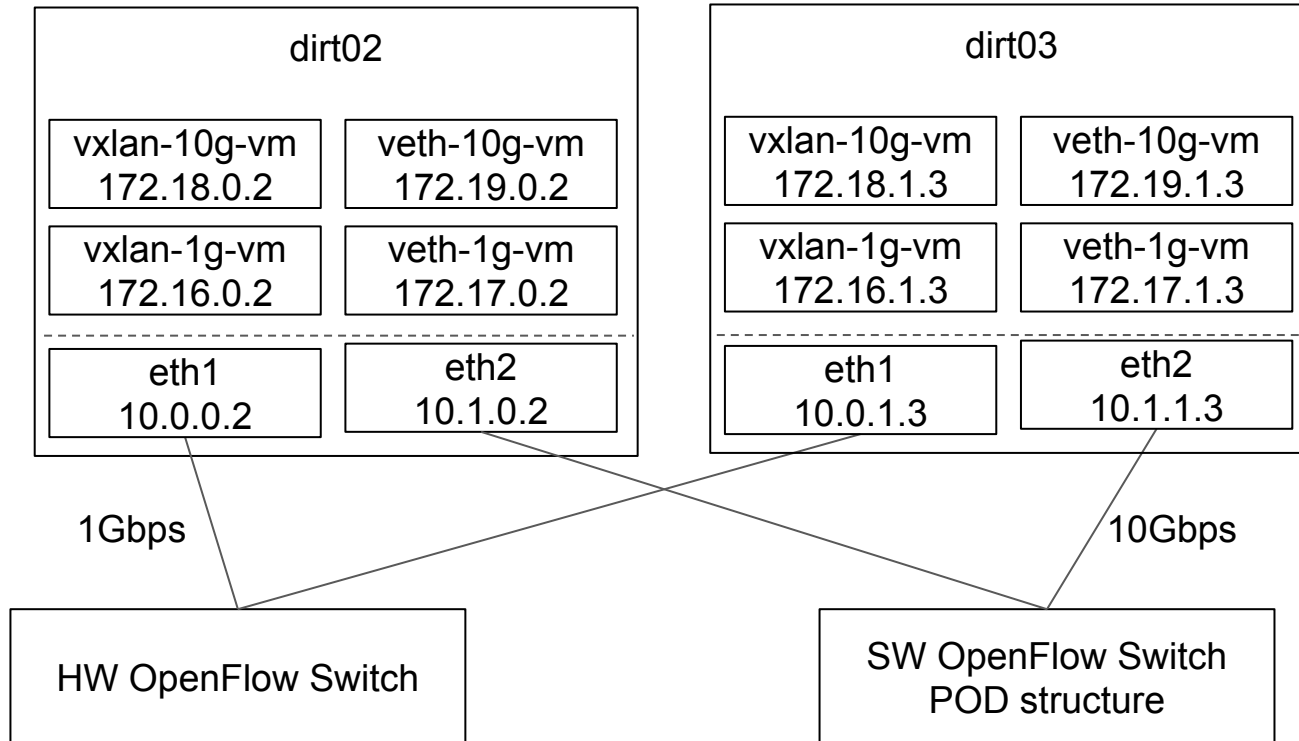 dirt02
vxlan-10g-vm
172.18.0.2
veth-10g-vm
172.19.0.2
vxlan-1g-vm
172.16.0.2
veth-1g-vm
172.17.0.2
eth1
10.0.0.2
eth2
10.1.0.2
dirt03
vxlan-10g-vm
172.18.1.3
veth-10g-vm
172.19.1.3
vxlan-1g-vm
172.16.1.3
veth-1g-vm
172.17.1.3
eth1
10.0.1.3
eth2
10.1.1.3
1Gbps
10Gbps
HW OpenFlow Switch
SW OpenFlow Switch
POD structure